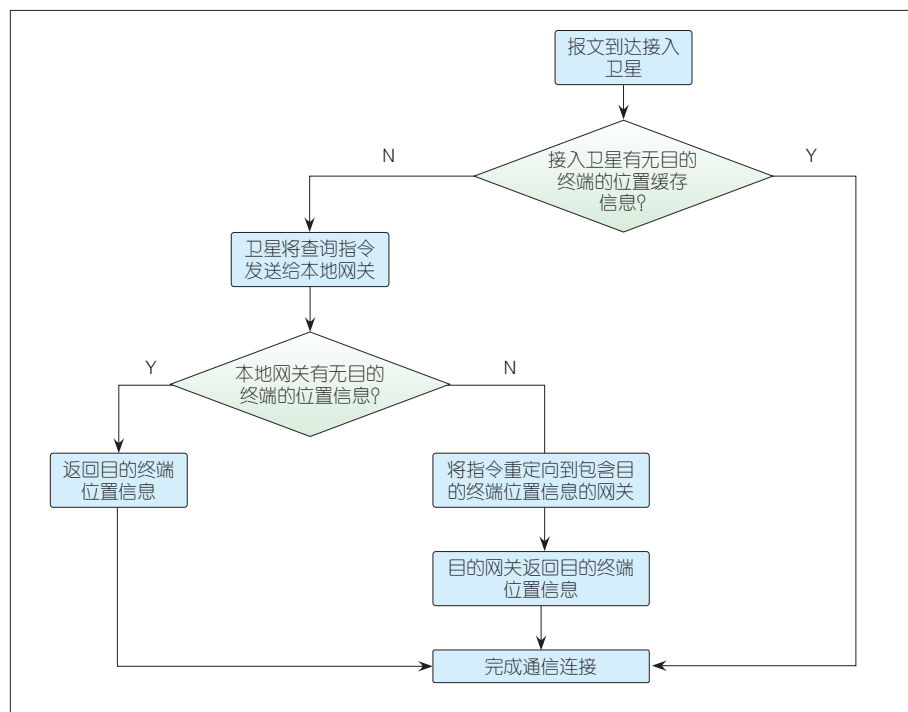 报文到达接入
卫星
N
接入卫星有无目的
终端的位置缓存
信息?
Y
卫星将查询指令
发送给本地网关
Y
本地网关有无目的
终端的位置信息?
N
返回目的终端
位置信息
将指令重定向到包含目
的终端位置信息的网关
目的网关返回目的终端
位置信息
完成通信连接